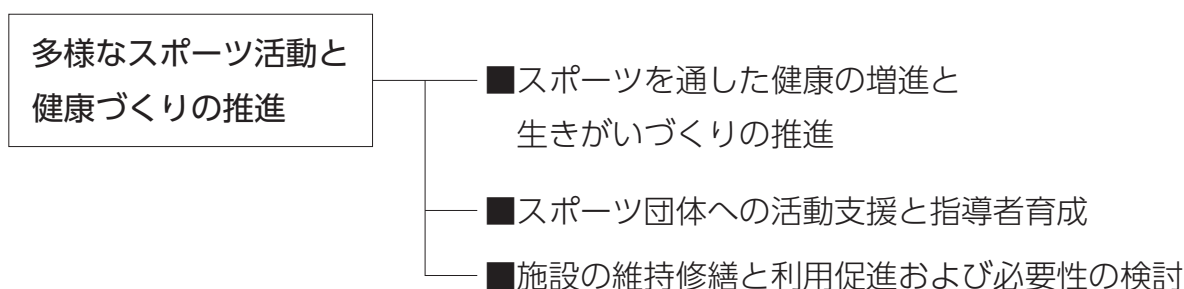 多様なスポーツ活動と
健康づくりの推進
■スポーツを通した健康の増進と
生きがいづくりの推進
■スポーツ団体への活動支援と指導者育成
■施設の維持修繕と利用促進および必要性の検討